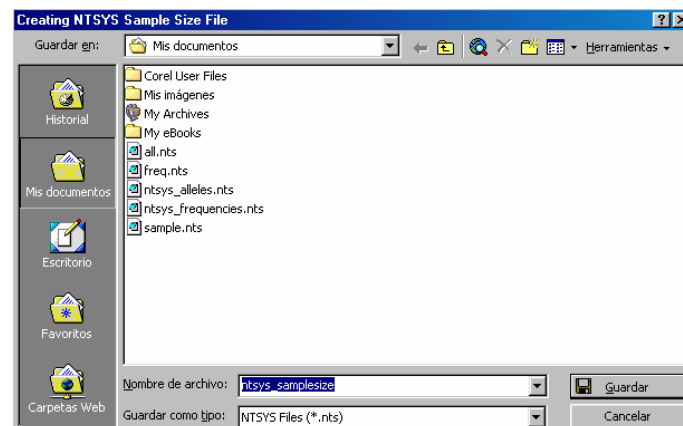 Creating NTSYS Sample Size File
Guardar en: Mis documentos Herramientas
Historial
Mis documentos
Escritorio
Favoritos
Carpetas Web
Corel User Files
Mis imágenes
My Archives
My eBooks
all.nts
freq.nts
ntsys_alleles.nts
ntsys_frequencies.nts
sample.nts
Nombre de archivo: ntsys_samplesize Guardar
Guardar como tipo: NTSYS Files (*.nts) Cancelar